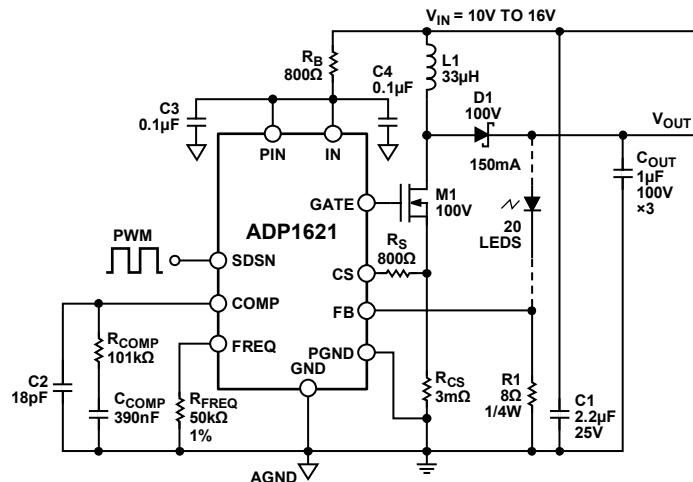 V_IN = 10V TO 16V
R_B
800Ω
C4
0.1µF
L1
33µH
C3
0.1µF
D1
100V
V_OUT
PIN
IN
150mA
C_OUT
1µF
100V
×3
GATE
M1
100V
ADP1621
20
LEDS
PWM
R_S
800Ω
SDSN
CS
COMP
FB
R_COMP
101kΩ
FREQ
PGND
GND
C2
18pF
C_COMP
390nF
R_FREQ
50kΩ
1%
R_CS
3mΩ
R1
8Ω
1/4W
C1
2.2µF
25V
AGND